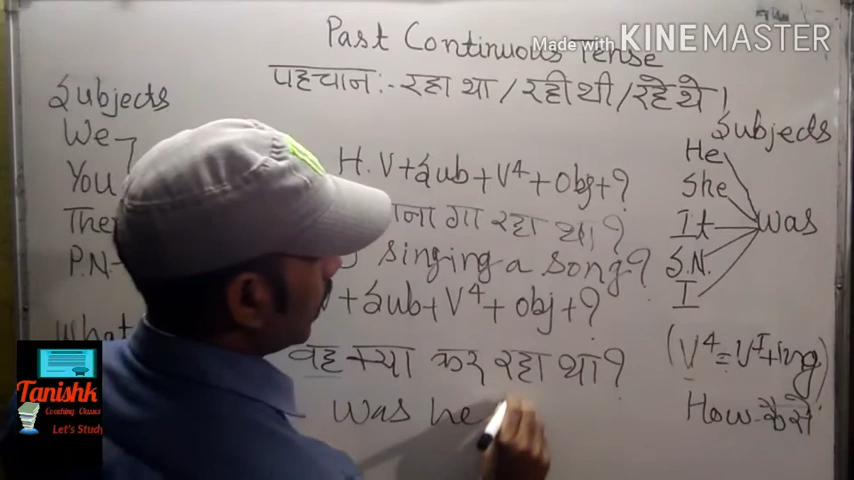 Past Continuous Tense
Made with KINEMASTER
पहचान:- रहा था / रही थी / रहे थे ।
Subjects
We
You
P.N.
What
H.V + Sub + V⁴ + obj + ?
गा रहा था ?
singing a song ?
+ Sub + V⁴ + obj + ?
वह क्या कर रहा था ?
Was he
Subjects
He
She
It
S.N.
I
was
(V⁴ = V¹ + ing)
How - कैसे
Tanishk
Coaching Classes
Let's Study